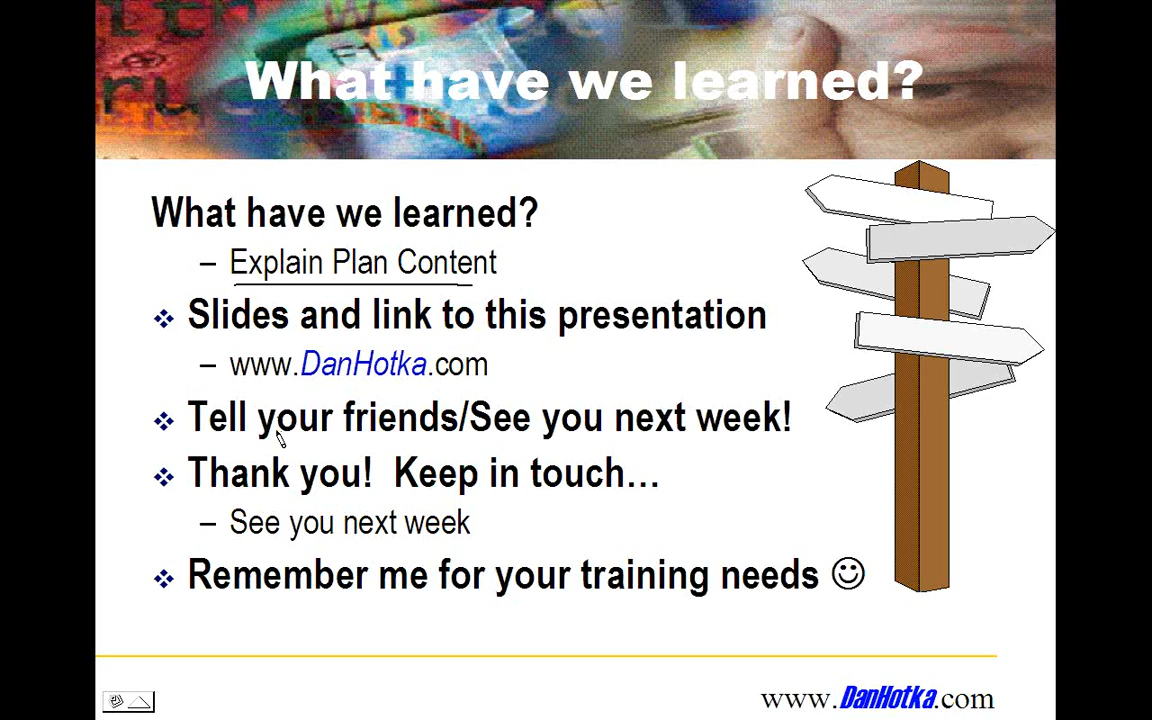 What have we learned?
What have we learned?
– Explain Plan Content
❖ Slides and link to this presentation
– www.DanHotka.com
❖ Tell your friends/See you next week!
❖ Thank you!  Keep in touch…
– See you next week
❖ Remember me for your training needs ☺
www.DanHotka.com